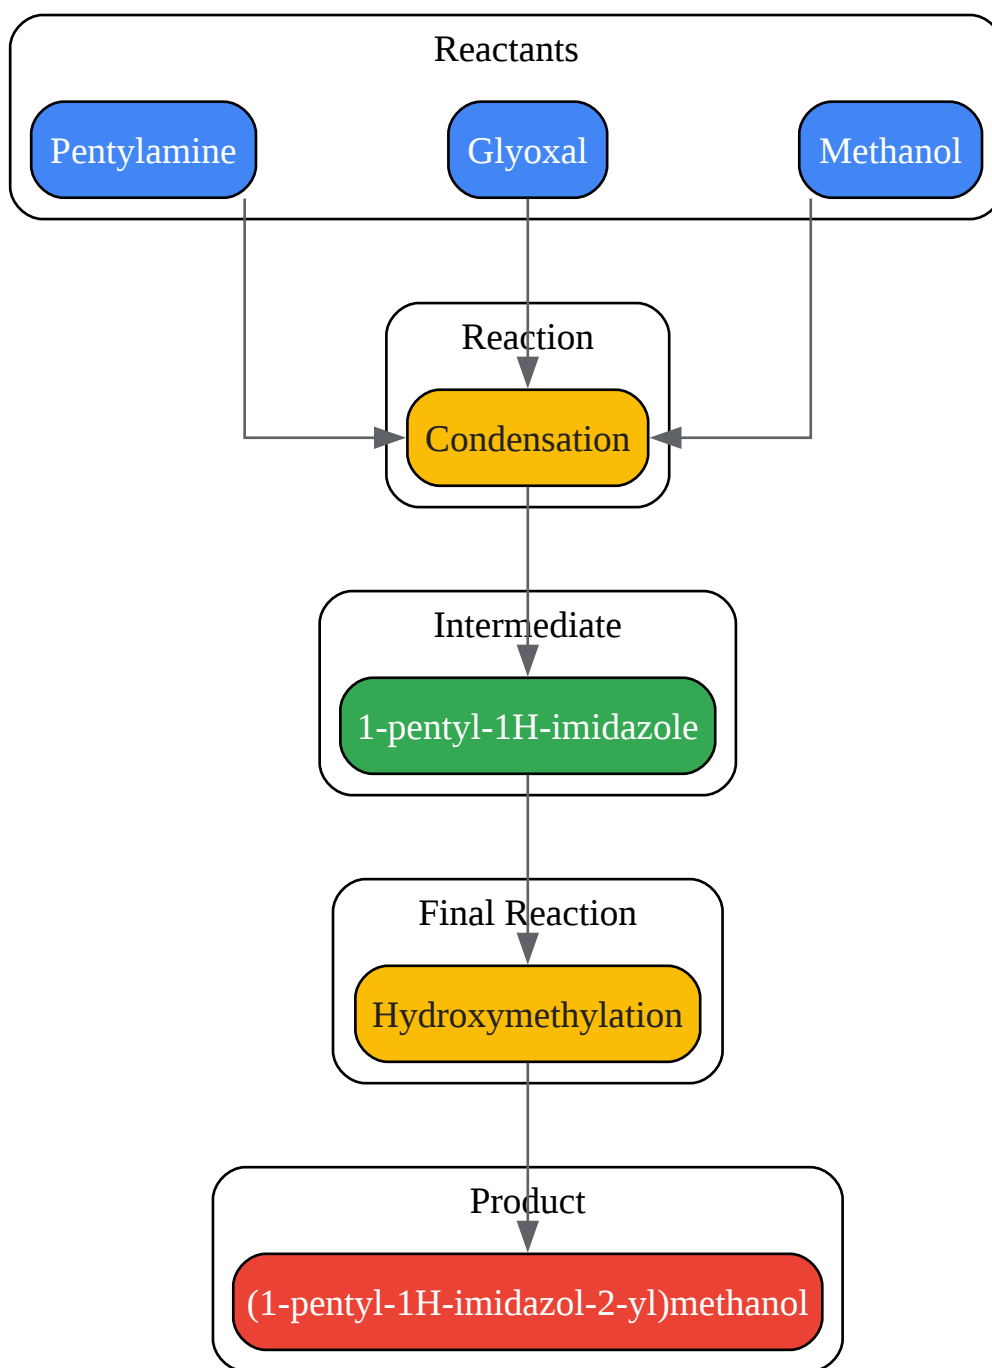 Reactants
Pentylamine
Glyoxal
Methanol
Reaction
Condensation
Intermediate
1-pentyl-1H-imidazole
Final Reaction
Hydroxymethylation
Product
(1-pentyl-1H-imidazol-2-yl)methanol